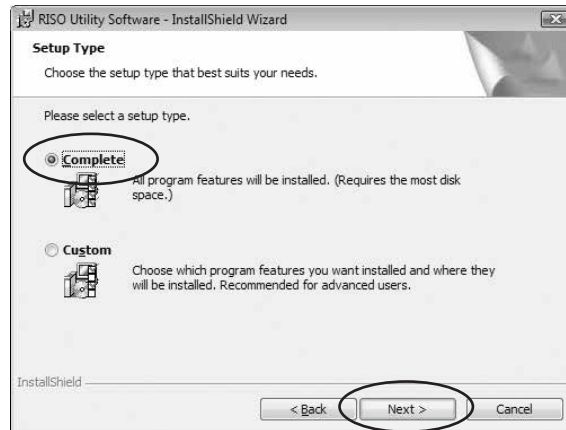 RISO Utility Software - InstallShield Wizard
Setup Type
Choose the setup type that best suits your needs.
Please select a setup type.
Complete
All program features will be installed. (Requires the most disk
space.)
Custom
Choose which program features you want installed and where they
will be installed. Recommended for advanced users.
InstallShield
< Back Next > Cancel